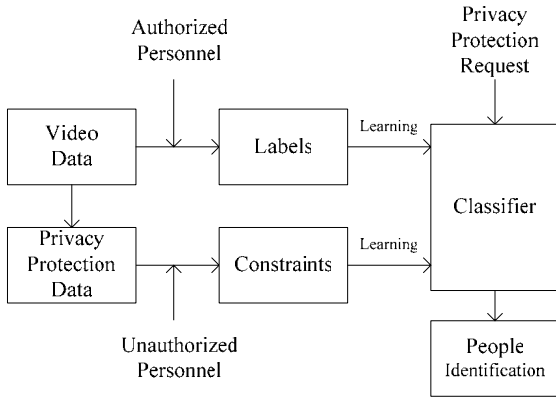 Authorized
Personnel
Privacy
Protection
Request
Video
Data
Labels
Learning
Classifier
Privacy
Protection
Data
Constraints
Learning
Unauthorized
Personnel
People
Identification